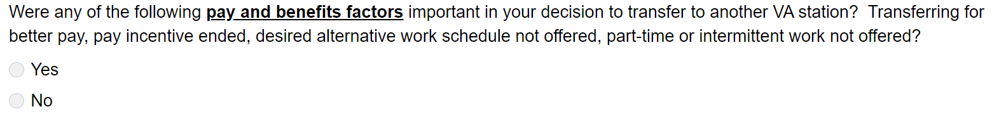 Were any of the following pay and benefits factors important in your decision to transfer to another VA station?  Transferring for
better pay, pay incentive ended, desired alternative work schedule not offered, part-time or intermittent work not offered?
Yes
No